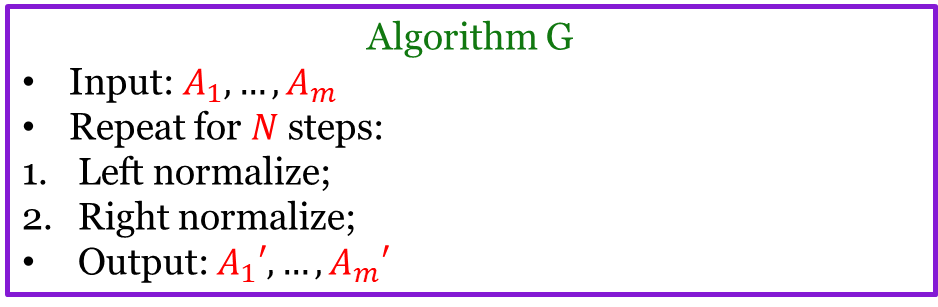 Algorithm G
• Input: A₁, … , Aₘ
• Repeat for N steps:
1. Left normalize;
2. Right normalize;
• Output: A₁′, … , Aₘ′